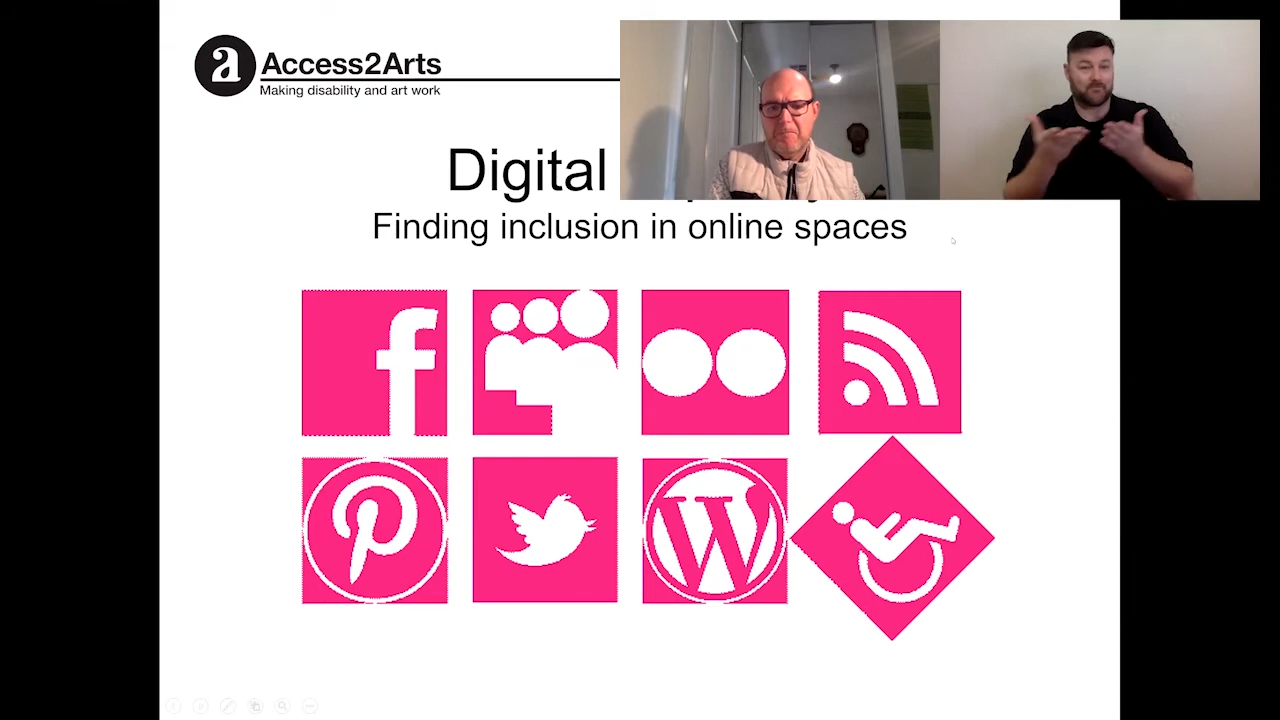 Access2Arts
Making disability and art work
Digital
Finding inclusion in online spaces